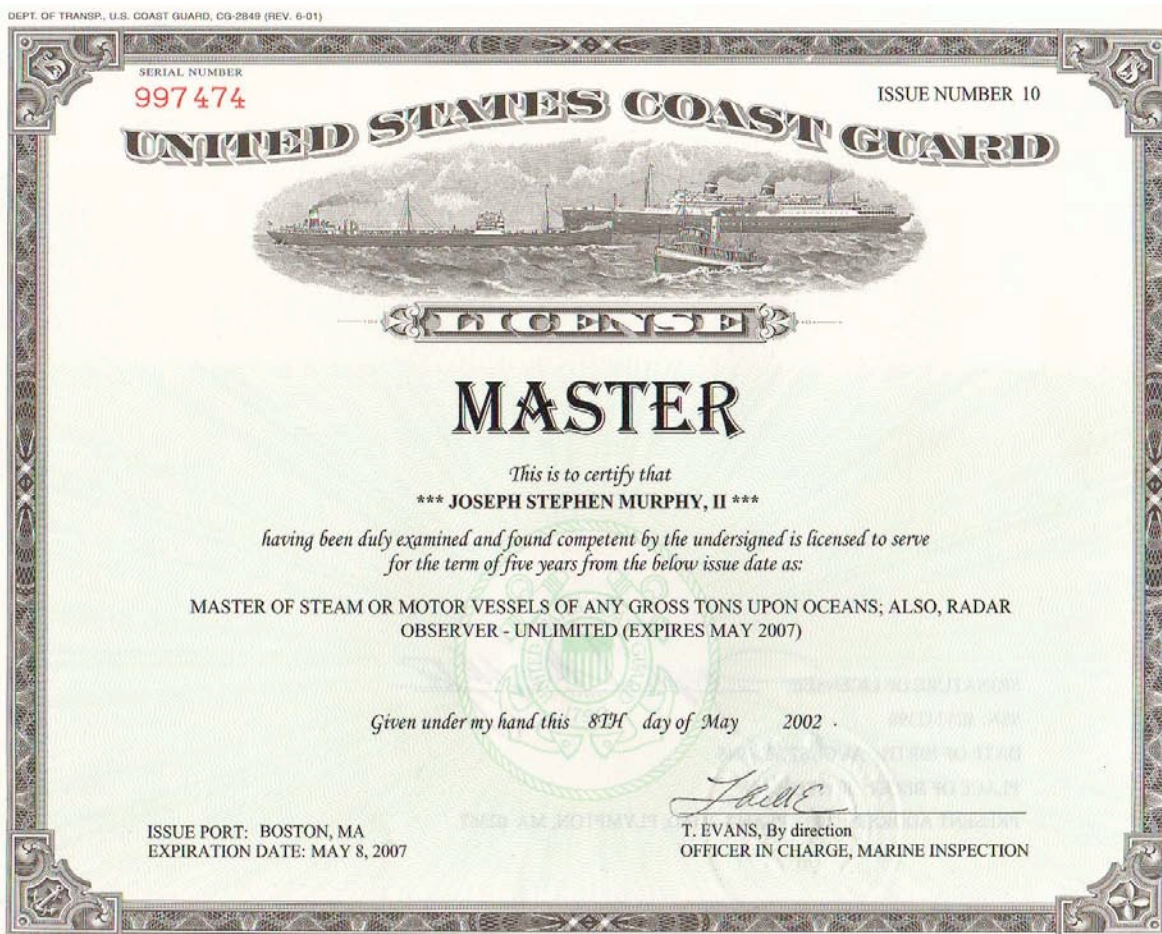 DEPT. OF TRANSP., U.S. COAST GUARD, CG-2849 (REV. 6-01)
SERIAL NUMBER
997474
ISSUE NUMBER 10
UNITED STATES COAST GUARD
LICENSE
MASTER
This is to certify that
*** JOSEPH STEPHEN MURPHY, II ***
having been duly examined and found competent by the undersigned is licensed to serve
for the term of five years from the below issue date as:
MASTER OF STEAM OR MOTOR VESSELS OF ANY GROSS TONS UPON OCEANS; ALSO, RADAR
OBSERVER - UNLIMITED (EXPIRES MAY 2007)
Given under my hand this 8TH day of May 2002 .
ISSUE PORT: BOSTON, MA
EXPIRATION DATE: MAY 8, 2007
T. EVANS, By direction
OFFICER IN CHARGE, MARINE INSPECTION